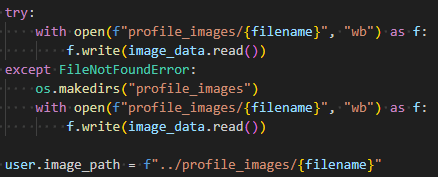 try:
    with open(f"profile_images/{filename}", "wb") as f:
        f.write(image_data.read())
except FileNotFoundError:
    os.makedirs("profile_images")
    with open(f"profile_images/{filename}", "wb") as f:
        f.write(image_data.read())

user.image_path = f"../profile_images/{filename}"